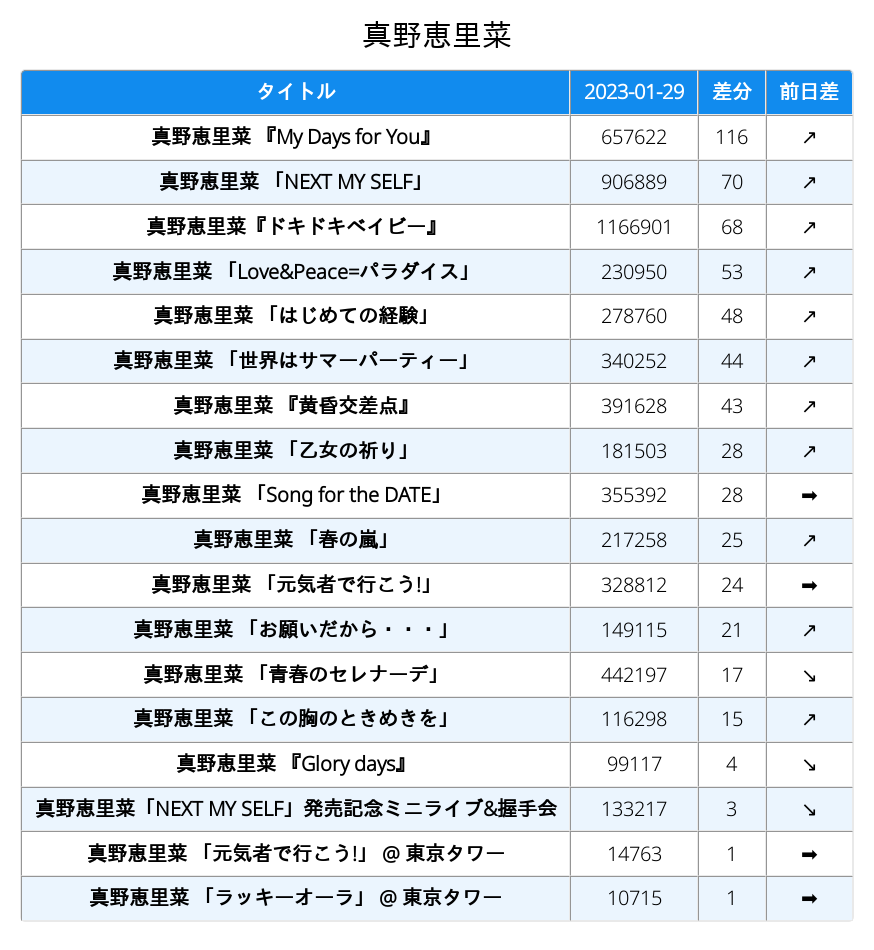 真野恵里菜
タイトル 2023-01-29 差分 前日差
真野恵里菜 『My Days for You』 657622 116 ↗
真野恵里菜 「NEXT MY SELF」 906889 70 ↗
真野恵里菜『ドキドキベイビー』 1166901 68 ↗
真野恵里菜 「Love&Peace=パラダイス」 230950 53 ↗
真野恵里菜 「はじめての経験」 278760 48 ↗
真野恵里菜 「世界はサマーパーティー」 340252 44 ↗
真野恵里菜 『黄昏交差点』 391628 43 ↗
真野恵里菜 「乙女の祈り」 181503 28 ↗
真野恵里菜 「Song for the DATE」 355392 28 ➡
真野恵里菜 「春の嵐」 217258 25 ↗
真野恵里菜 「元気者で行こう!」 328812 24 ➡
真野恵里菜 「お願いだから・・・」 149115 21 ↗
真野恵里菜 「青春のセレナーデ」 442197 17 ↘
真野恵里菜 「この胸のときめきを」 116298 15 ↗
真野恵里菜 『Glory days』 99117 4 ↘
真野恵里菜「NEXT MY SELF」発売記念ミニライブ&握手会 133217 3 ↘
真野恵里菜 「元気者で行こう!」 @ 東京タワー 14763 1 ➡
真野恵里菜 「ラッキーオーラ」 @ 東京タワー 10715 1 ➡